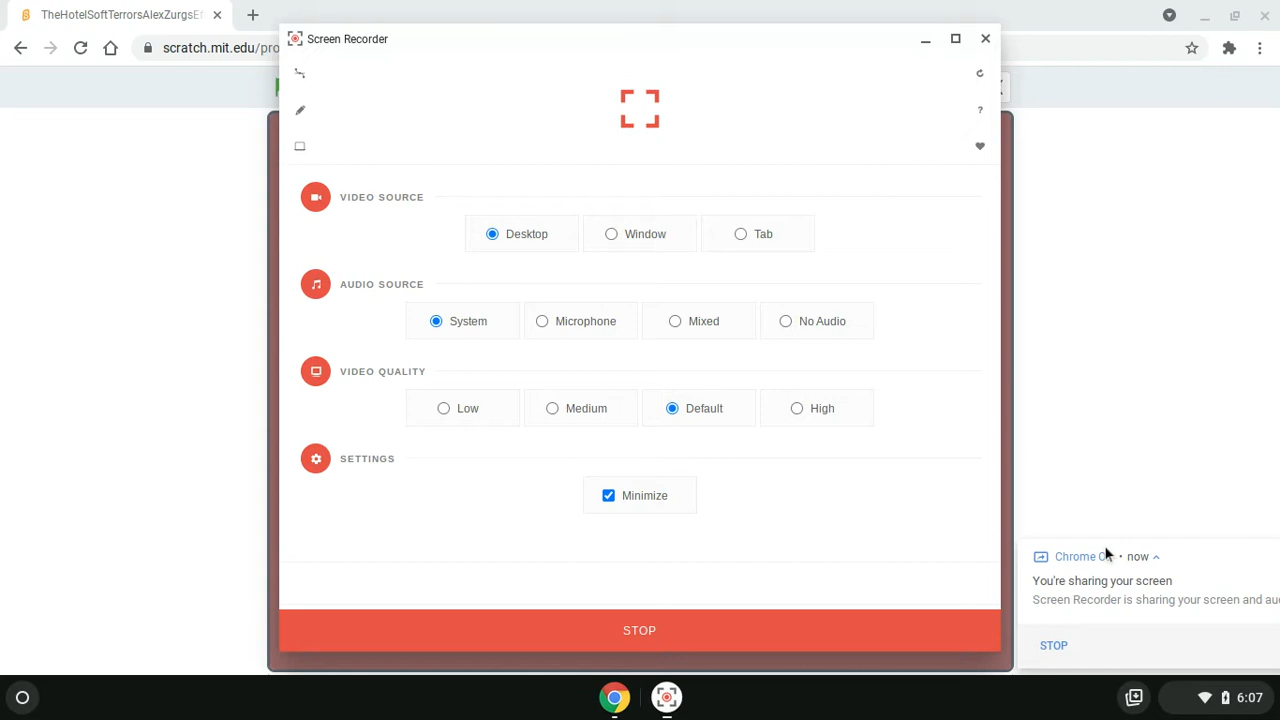 TheHotelSoftTerrorsAlexZurgsEf
scratch.mit.edu/pro
Screen Recorder
?
VIDEO SOURCE
Desktop Window Tab
AUDIO SOURCE
System Microphone Mixed No Audio
VIDEO QUALITY
Low Medium Default High
SETTINGS
Minimize
STOP
Chrome O • now
You're sharing your screen
Screen Recorder is sharing your screen and au
STOP
6:07